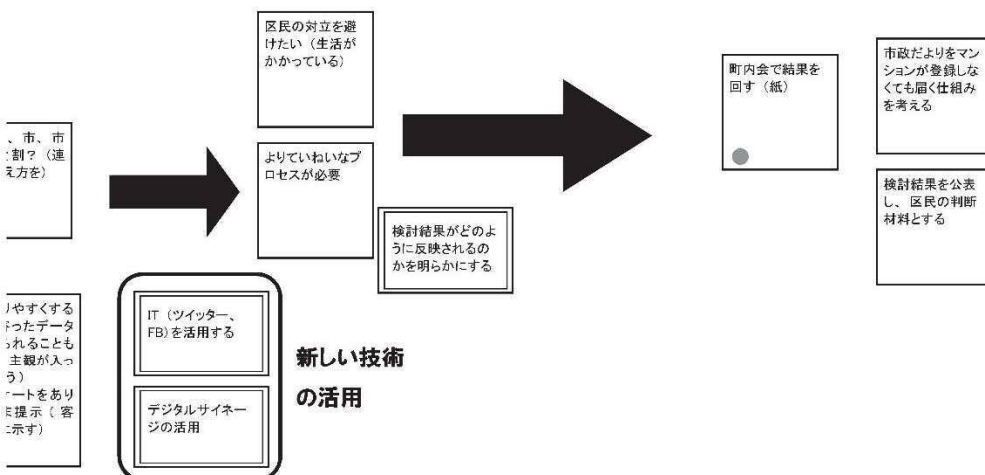 区民の対立を避
けたい（生活が
かかっている）
町内会で結果を
回す（紙）
市政だよりをマン
ションが登録しな
くても届く仕組み
を考える
、市、市
割？（連
え方を）
よりていねいなプ
ロセスが必要
検討結果がどのよ
うに反映されるの
かを明らかにする
検討結果を公表
し、区民の判断
材料とする
りやすくする
ったデータ
られることも
主観が入っ
う）
ートをあり
ま提示（客
に示す）
IT（ツイッター、
FB)を活用する
デジタルサイネー
ジの活用
新しい技術
の活用